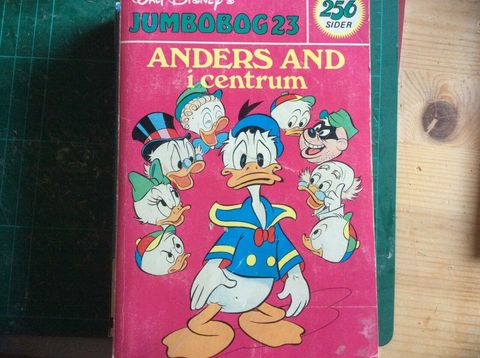 Walt Disney's
JUMBOBOG 23
256
SIDER
ANDERS AND
i centrum